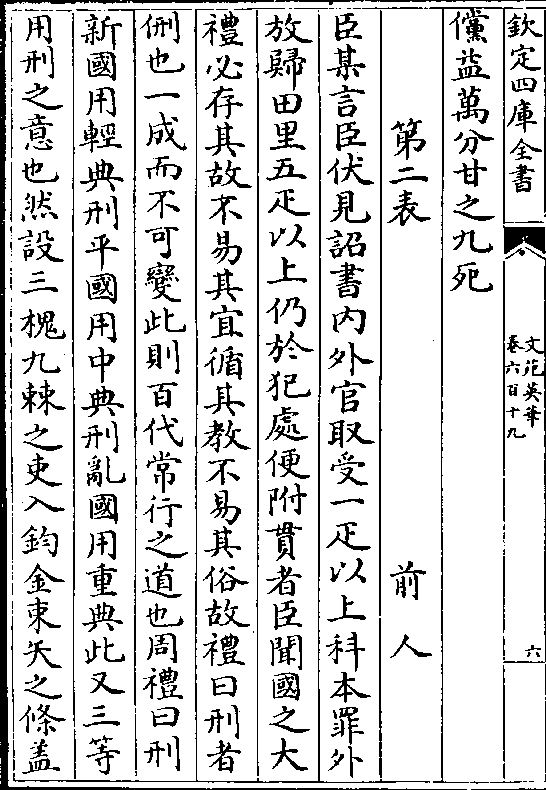 欽定四庫全書
文苑英華
卷六百十九
六
儻益萬分甘之九死
第二表 前人
臣某言臣伏見詔書内外官取受一疋以上科本罪外
放歸田里五疋以上仍於犯處便附貫者臣聞國之大
禮必存其故不易其宜循其教不易其俗故禮曰刑者
侀也一成而不可變此則百代常行之道也周禮曰刑
新國用輕典刑平國用中典刑亂國用重典此又三等
用刑之意也然設三槐九棘之吏入鈞金束矢之條蓋